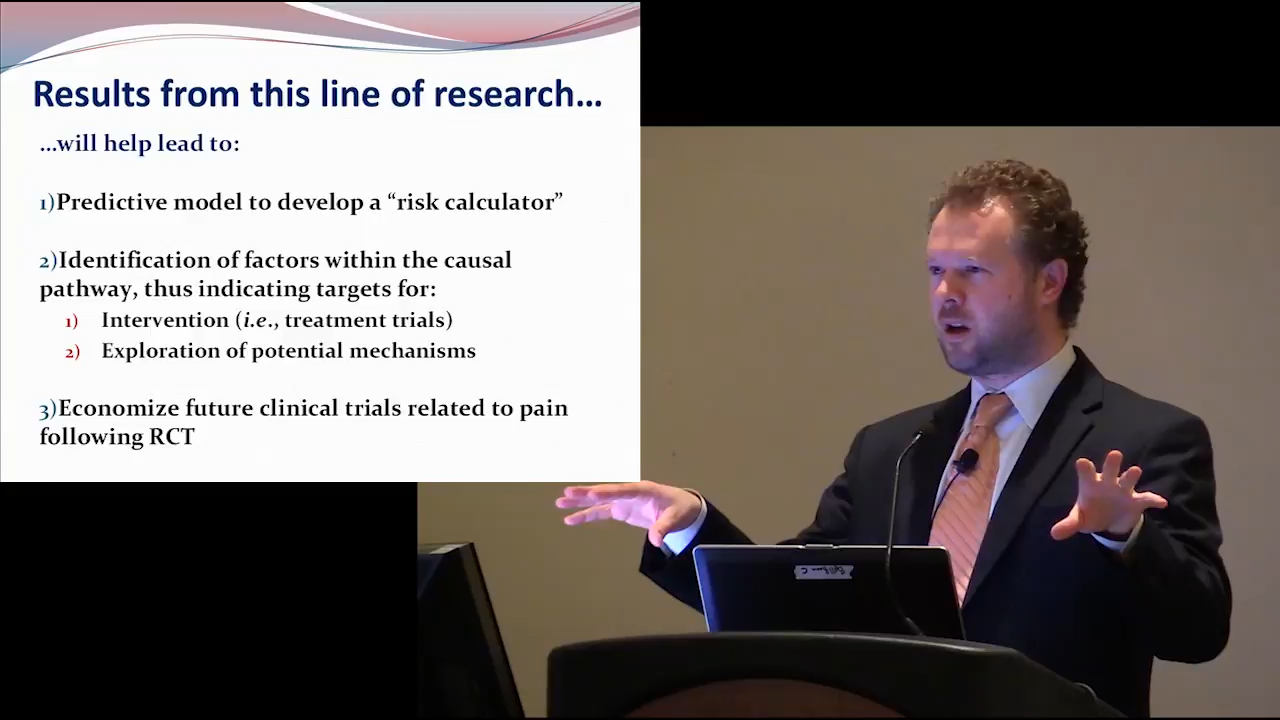 Results from this line of research...
...will help lead to:
1)Predictive model to develop a “risk calculator”
2)Identification of factors within the causal
pathway, thus indicating targets for:
1) Intervention (i.e., treatment trials)
2) Exploration of potential mechanisms
3)Economize future clinical trials related to pain
following RCT